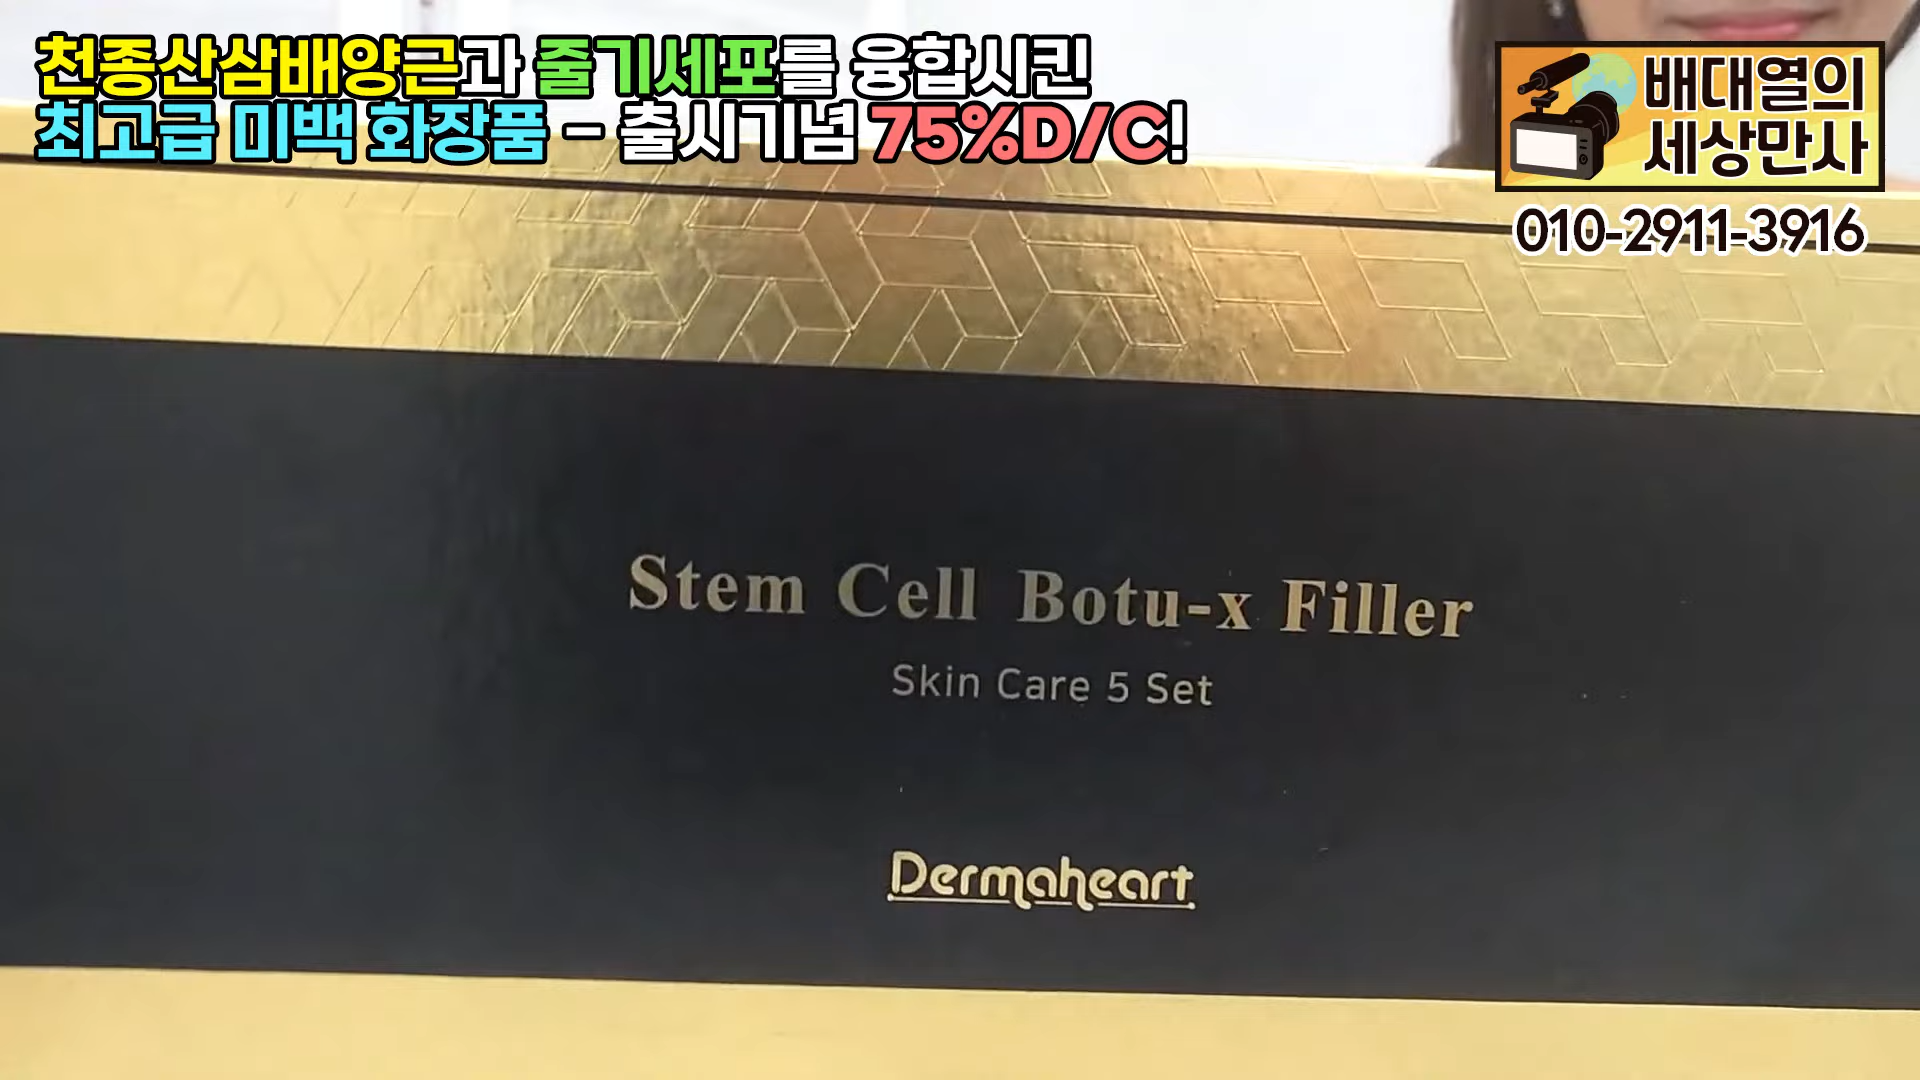 천종산삼배양근과 줄기세포를 융합시킨
최고급 미백 화장품 - 출시기념 75%D/C!
배대열의
세상만사
010-2911-3916
Stem Cell Botu-x Filler
Skin Care 5 Set
Dermaheart